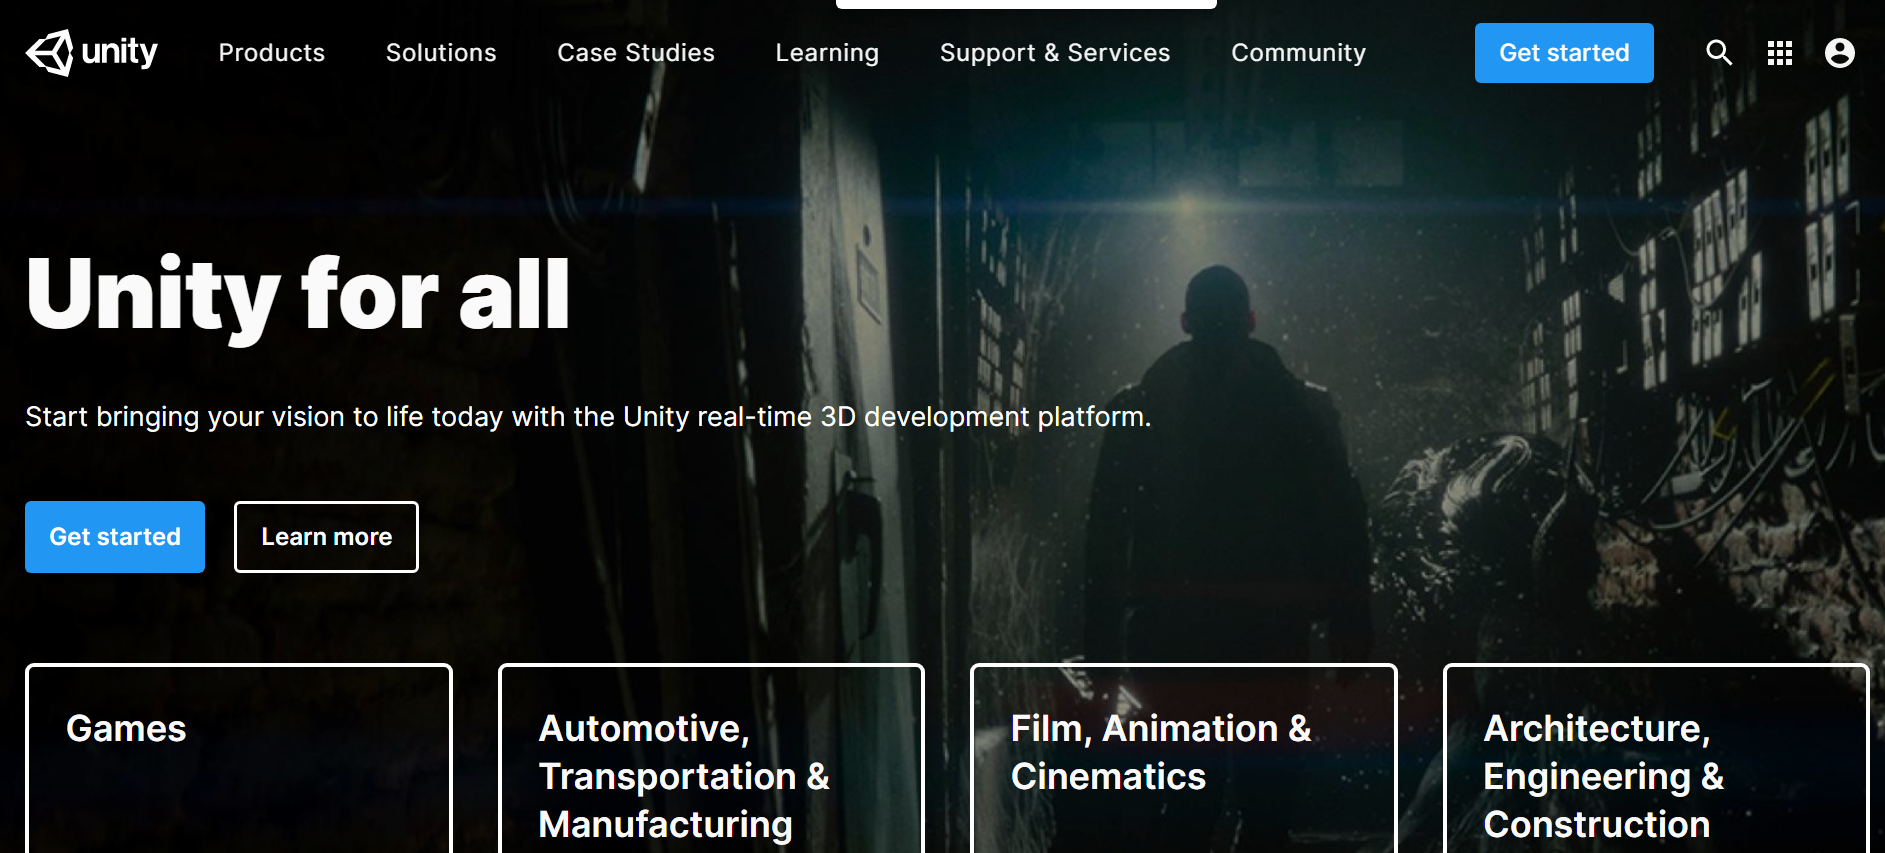 unity Products Solutions Case Studies Learning Support & Services Community Get started
Unity for all
Start bringing your vision to life today with the Unity real-time 3D development platform.
Get started Learn more
Games
Automotive,
Transportation &
Manufacturing
Film, Animation &
Cinematics
Architecture,
Engineering &
Construction